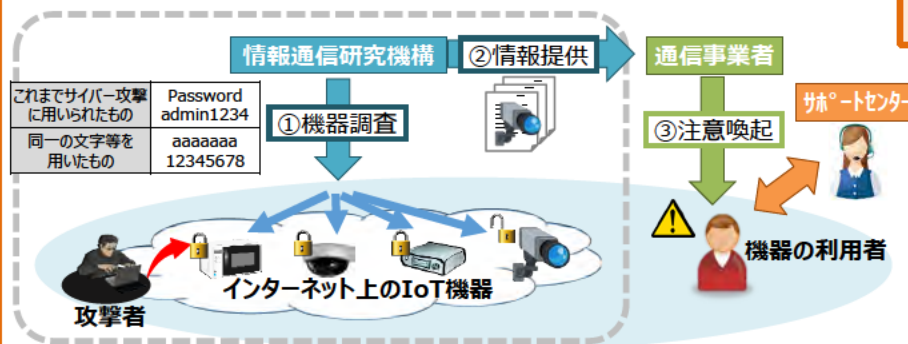 情報通信研究機構
②情報提供
通信事業者
これまでサイバー攻撃
に用いられたもの
Password
admin1234
同一の文字等を
用いたもの
aaaaaaa
12345678
①機器調査
③注意喚起
サポートセンター
インターネット上のIoT機器
攻撃者
機器の利用者